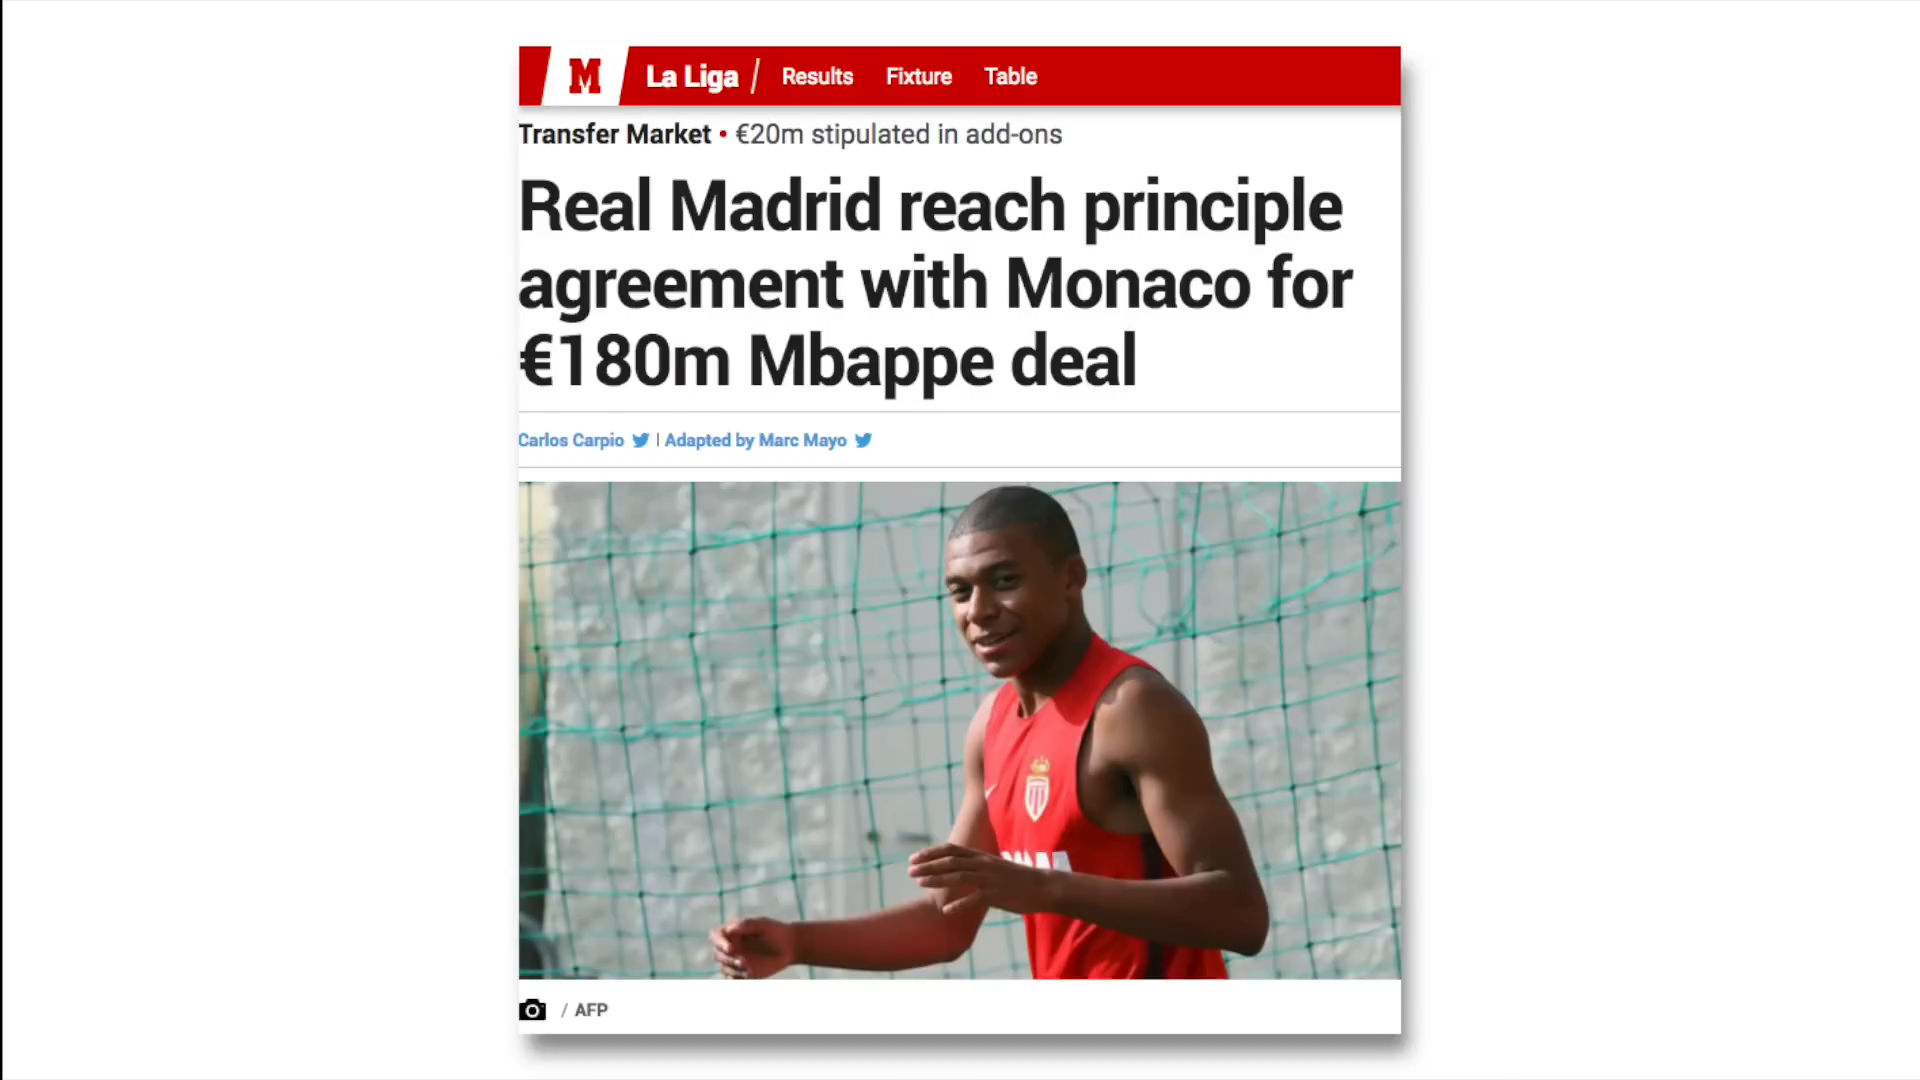 M La Liga / Results Fixture Table
Transfer Market • €20m stipulated in add-ons
Real Madrid reach principle
agreement with Monaco for
€180m Mbappe deal
Carlos Carpio | Adapted by Marc Mayo
/ AFP